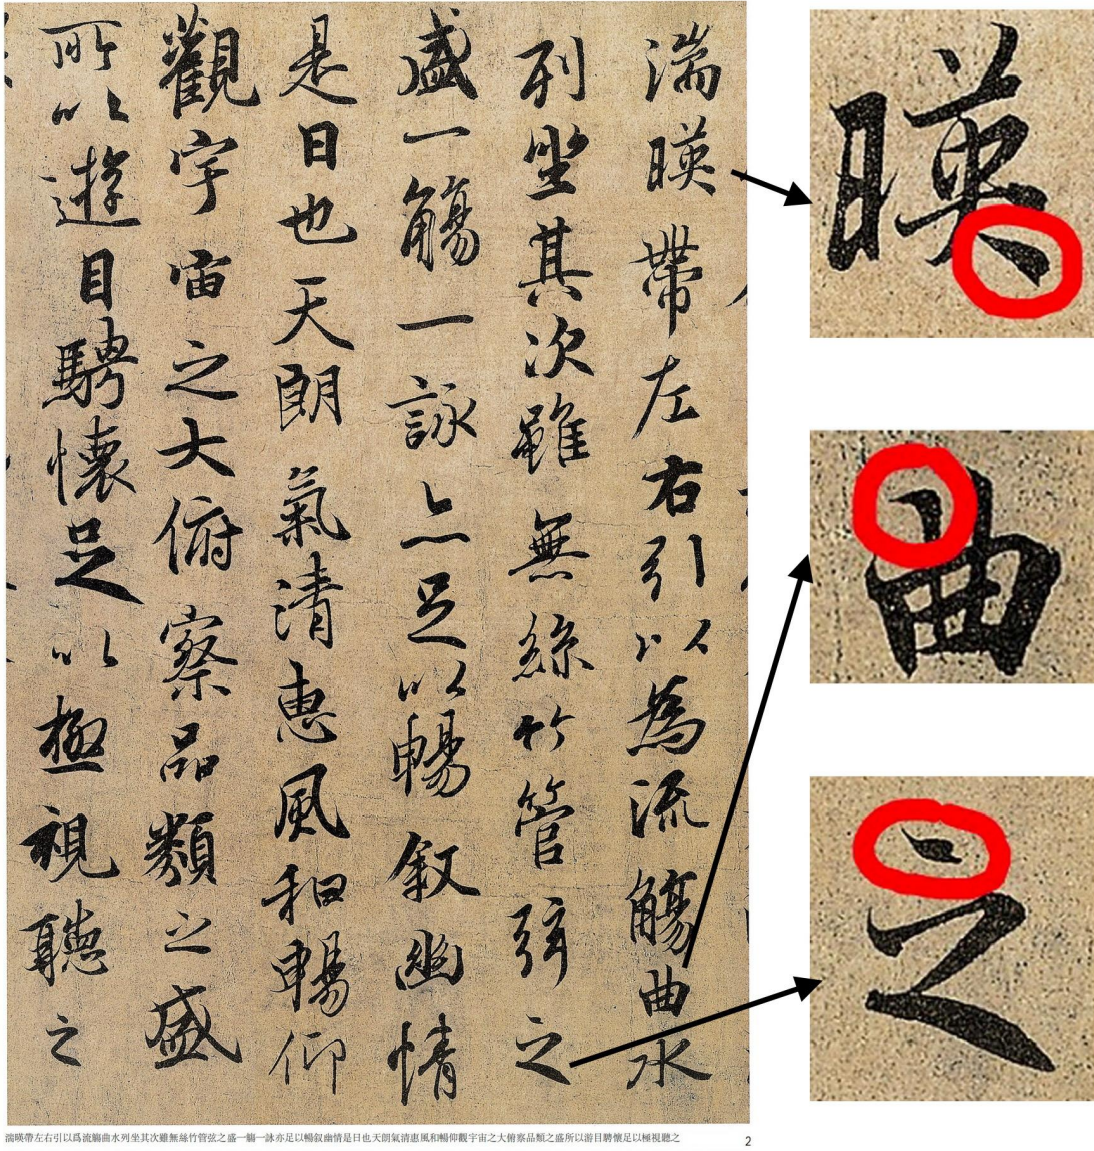 湍暎帶左右引以為流觴曲水
列坐其次雖無絲竹管弦之
盛一觴一詠亦足以暢叙幽情
是日也天朗氣清惠風和暢仰
觀宇宙之大俯察品類之盛
所以遊目騁懷足以極視聽之
暎
曲
之
湍暎帶左右引以爲流觴曲水列坐其次雖無絲竹管弦之盛一觴一詠亦足以暢叙幽情是日也天朗氣清惠風和暢仰觀宇宙之大俯察品類之盛所以游目騁懷足以極視聽之
2